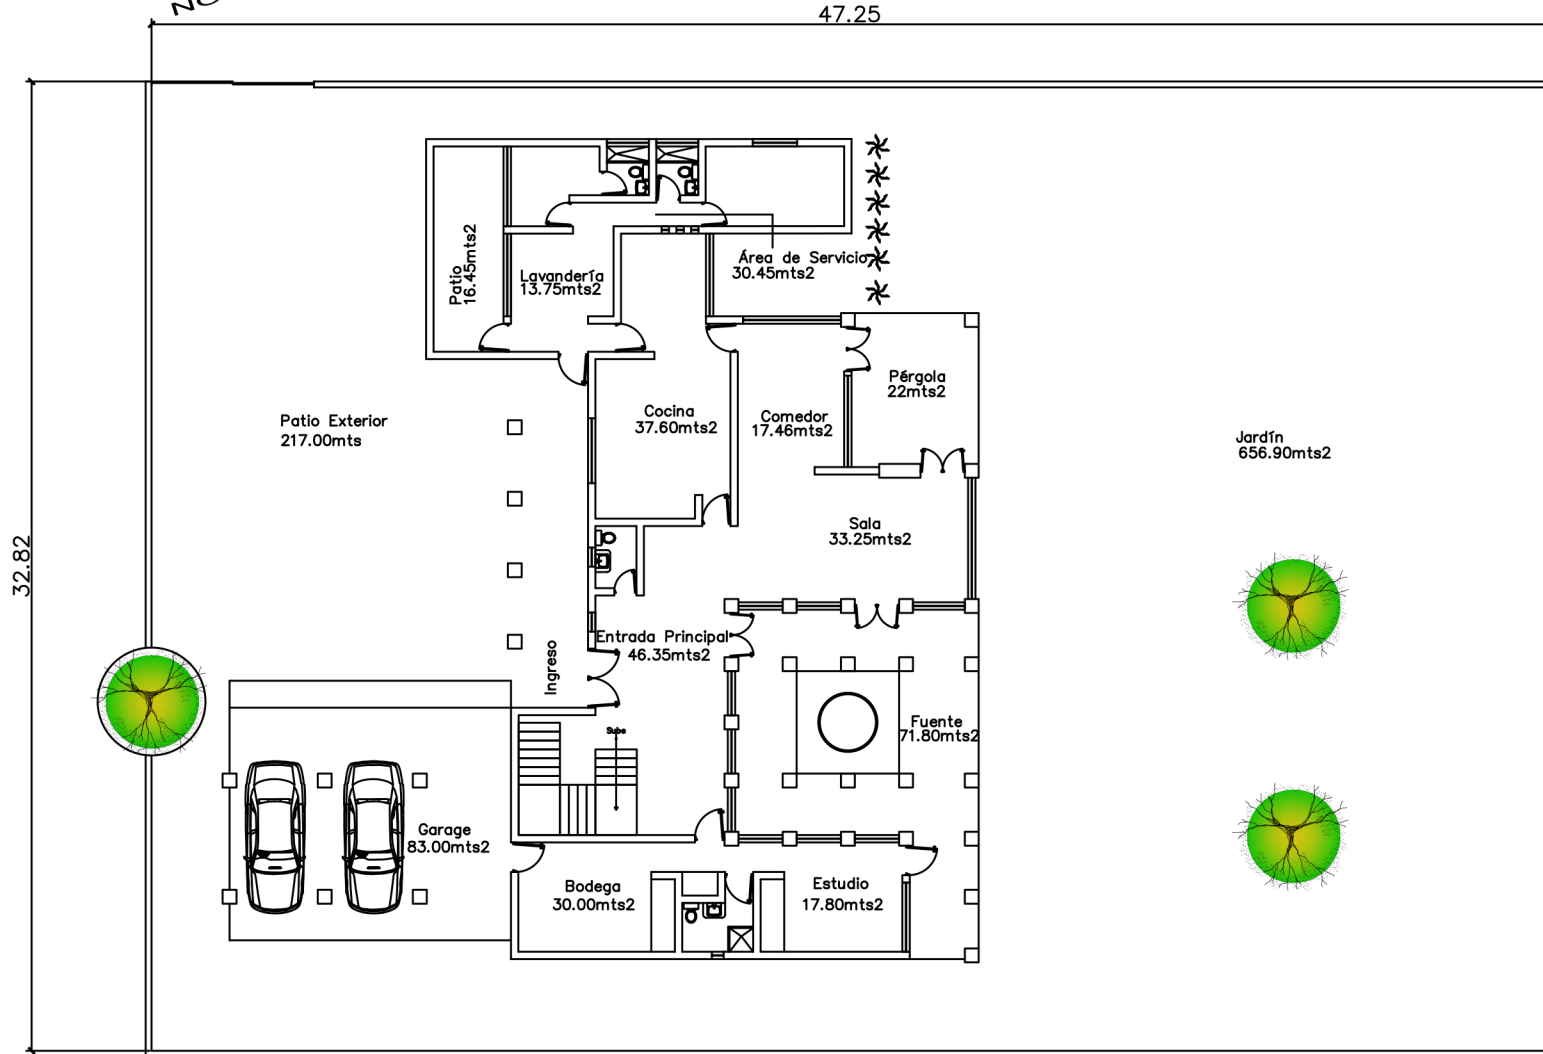 47.25
32.82
Patio
16.45mts2
Lavandería
13.75mts2
Área de Servicio
30.45mts2
Pérgola
22mts2
Patio Exterior
217.00mts
Cocina
37.60mts2
Comedor
17.46mts2
Jardín
656.90mts2
Sala
33.25mts2
Ingreso
Entrada Principal
46.35mts2
Sube
Fuente
71.80mts2
Garage
83.00mts2
Bodega
30.00mts2
Estudio
17.80mts2